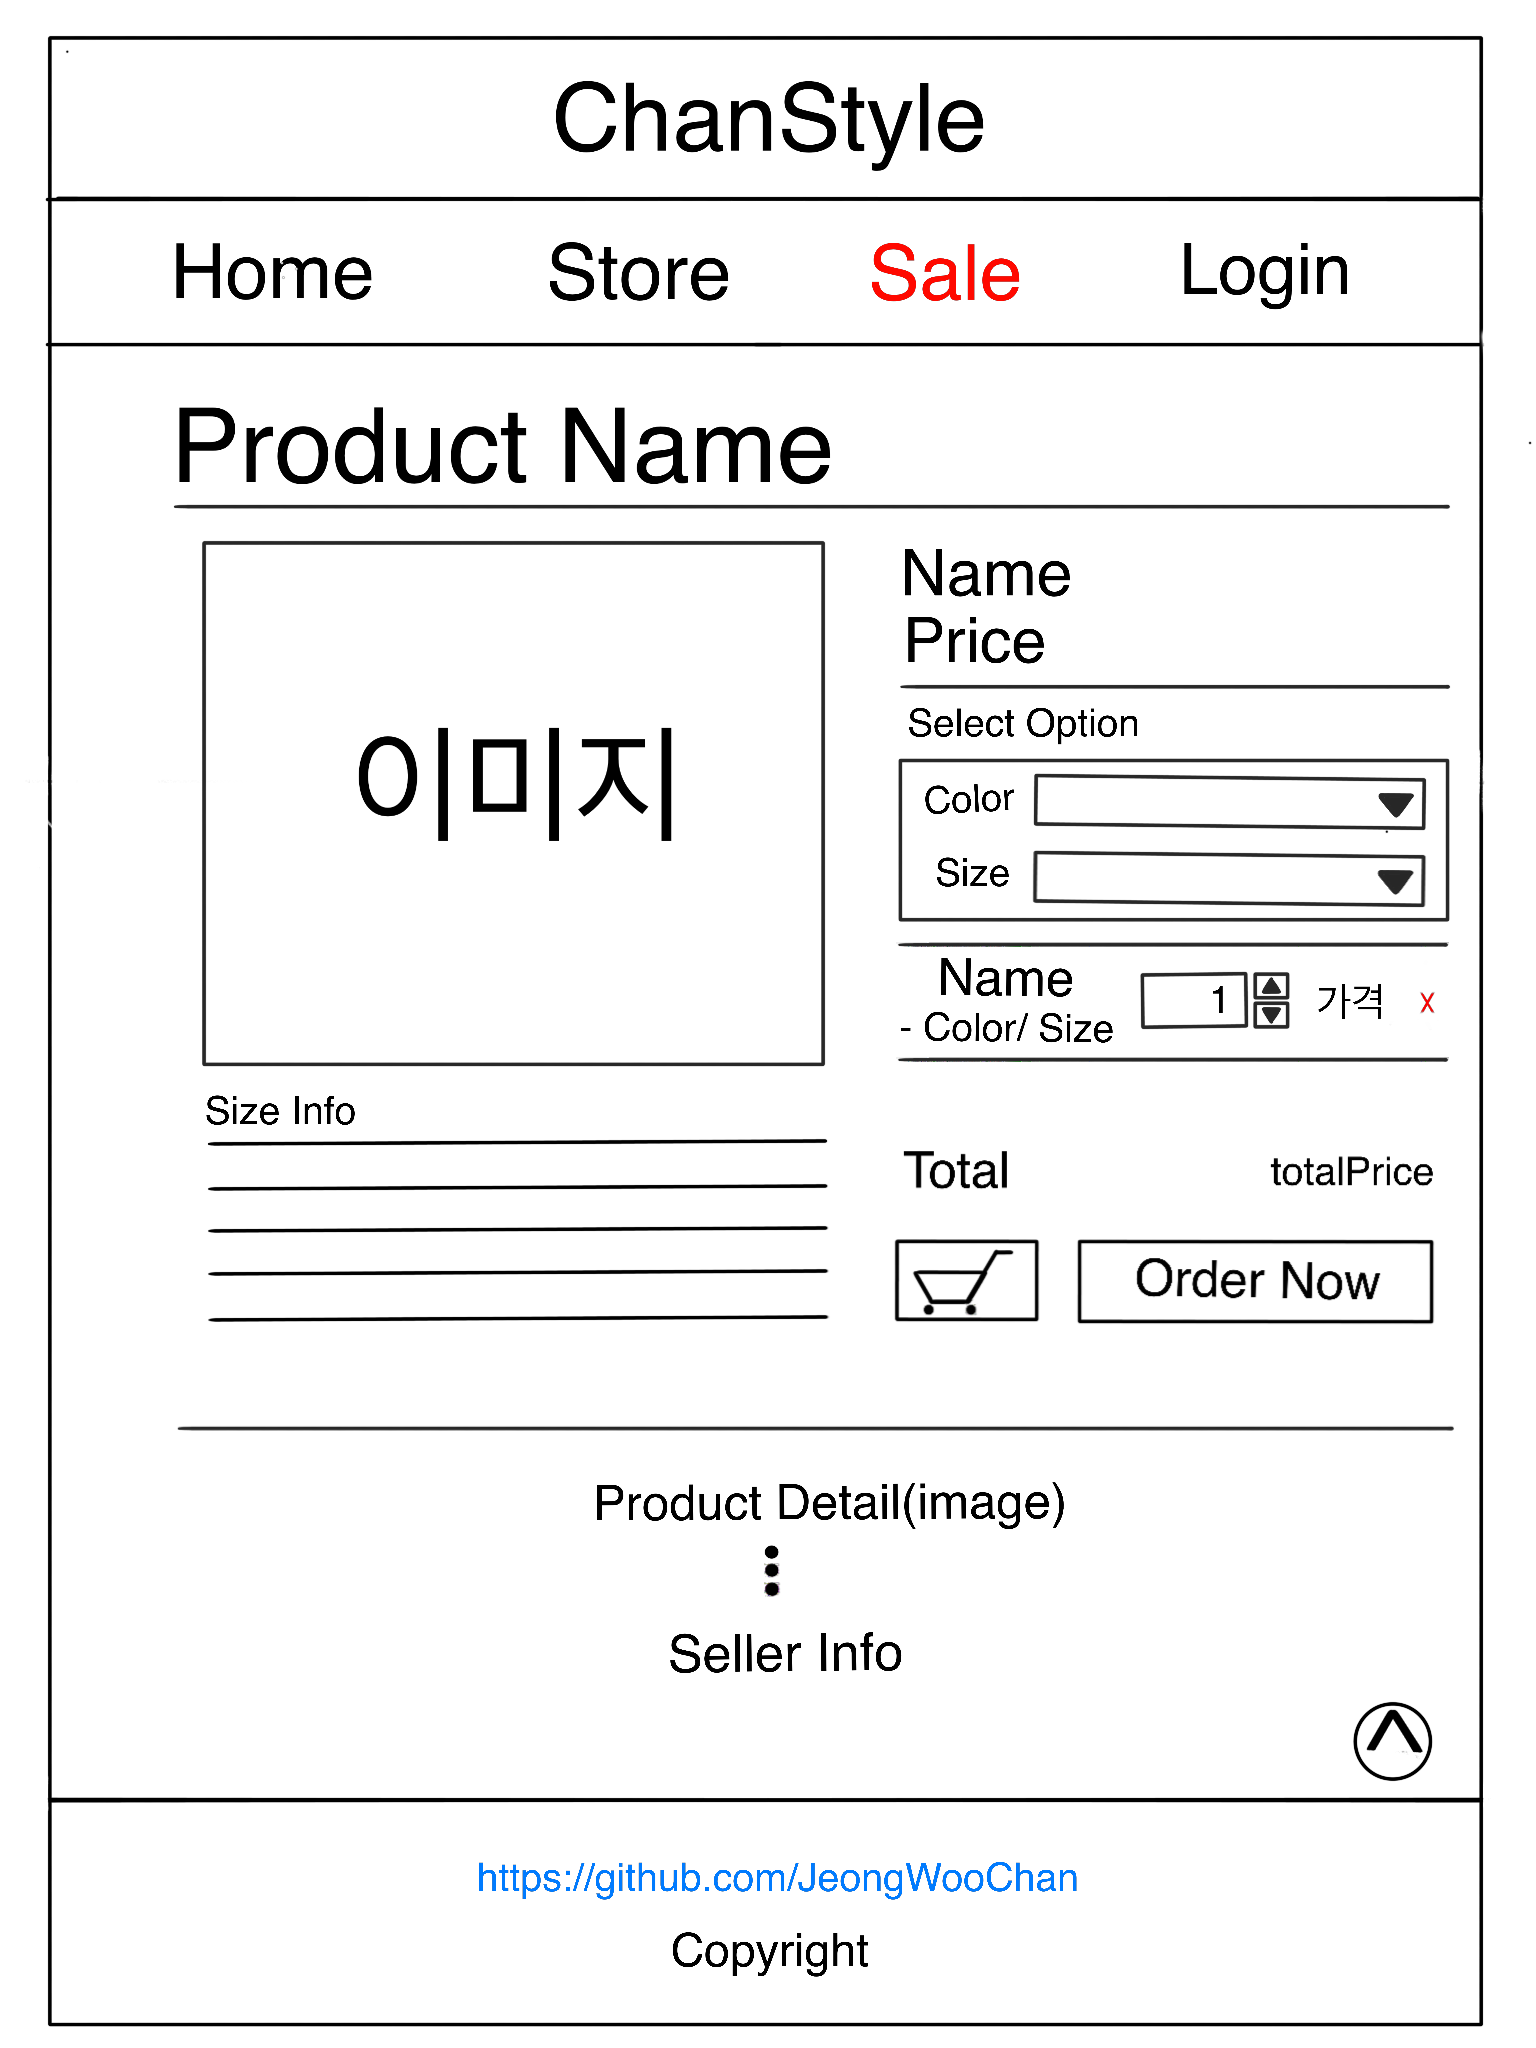 ChanStyle
Home Store Sale Login
Product Name
이미지
Name
Price
Select Option
Color
Size
Name
- Color/ Size
1 가격 x
Size Info
Total totalPrice
Order Now
Product Detail(image)
Seller Info
https://github.com/JeongWooChan
Copyright